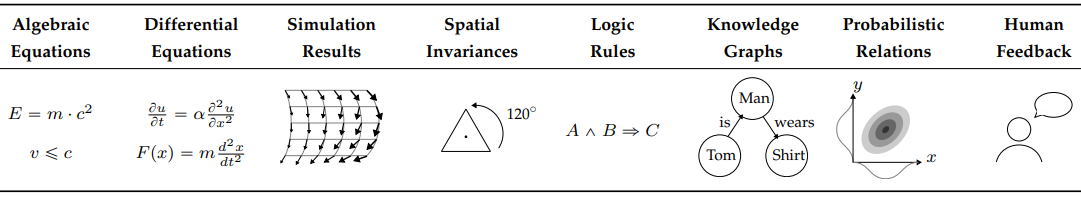 Algebraic Equations
Differential Equations
Simulation Results
Spatial Invariances
Logic Rules
Knowledge Graphs
Probabilistic Relations
Human Feedback
E = m · c²
v ⩽ c
∂u/∂t = α ∂²u/∂x²
F(x) = m d²x/dt²
120°
A ∧ B ⇒ C
Man
is
wears
Tom
Shirt
y
x